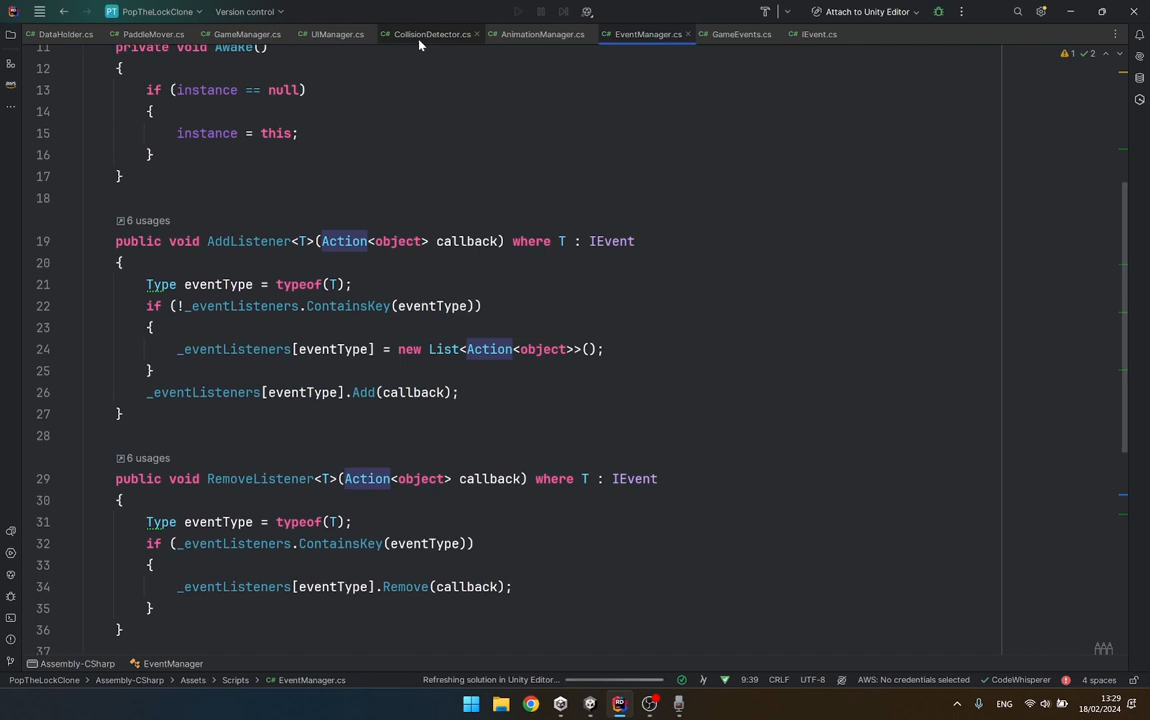 PT PopTheLockClone Version control Attach to Unity Editor
C# DataHolder.cs C# PaddleMover.cs C# GameManager.cs C# UIManager.cs C# CollisionDetector.cs C# AnimationManager.cs C# EventManager.cs C# GameEvents.cs C# IEvent.cs
11 private void Awake()
1 2
12 {
13 if (instance == null)
14 {
15 instance = this;
16 }
17 }
18
6 usages
19 public void AddListener<T>(Action<object> callback) where T : IEvent
20 {
21 Type eventType = typeof(T);
22 if (!_eventListeners.ContainsKey(eventType))
23 {
24 _eventListeners[eventType] = new List<Action<object>>();
25 }
26 _eventListeners[eventType].Add(callback);
27 }
28
6 usages
29 public void RemoveListener<T>(Action<object> callback) where T : IEvent
30 {
31 Type eventType = typeof(T);
32 if (_eventListeners.ContainsKey(eventType))
33 {
34 _eventListeners[eventType].Remove(callback);
35 }
36 }
37
Assembly-CSharp EventManager
PopTheLockClone > Assembly-CSharp > Assets > Scripts > C# EventManager.cs Refreshing solution in Unity Editor... 9:39 CRLF UTF-8 AWS: No credentials selected CodeWhisperer 4 spaces
RD ENG 13:29
18/02/2024